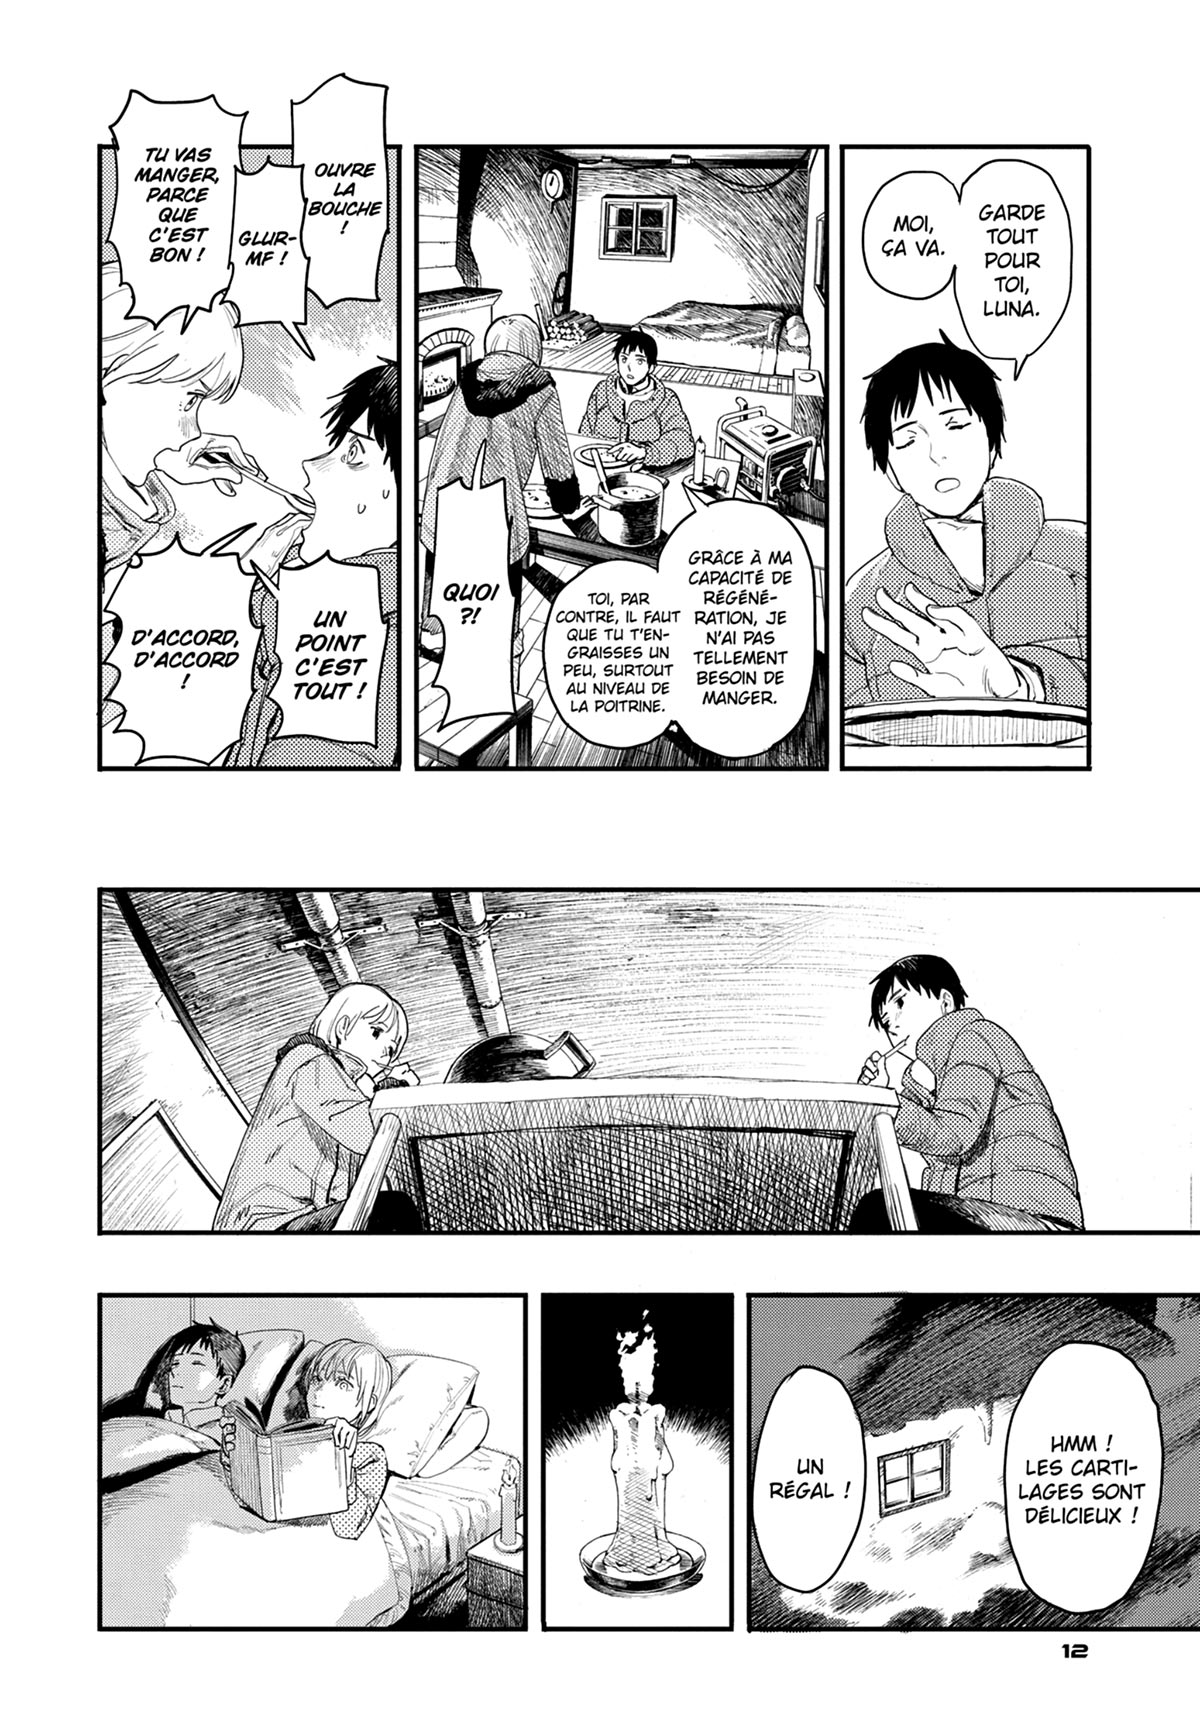 GARDE
TOUT
POUR
TOI,
LUNA.
MOI,
ÇA VA.
GRÂCE À MA
CAPACITÉ DE
RÉGÉNÉ-
RATION, JE
N'AI PAS
TELLEMENT
BESOIN DE
MANGER.
TOI, PAR
CONTRE, IL FAUT
QUE TU T'EN-
GRAISSES UN
PEU, SURTOUT
AU NIVEAU DE
LA POITRINE.
QUOI
?!
OUVRE
LA
BOUCHE
!
GLUR-
MF !
TU VAS
MANGER,
PARCE
QUE
C'EST
BON !
UN
POINT
C'EST
TOUT !
D'ACCORD,
D'ACCORD
!
HMM !
LES CARTI-
LAGES SONT
DÉLICIEUX !
UN
RÉGAL !
12